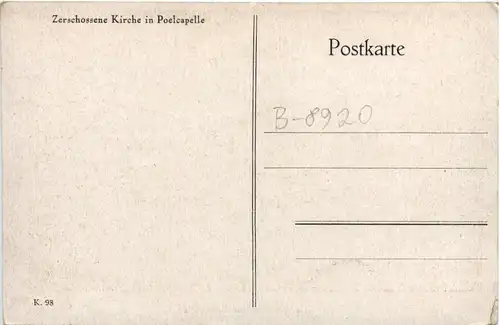 Zerschossene Kirche in Poelcapelle
Postkarte
B-8920
K. 98